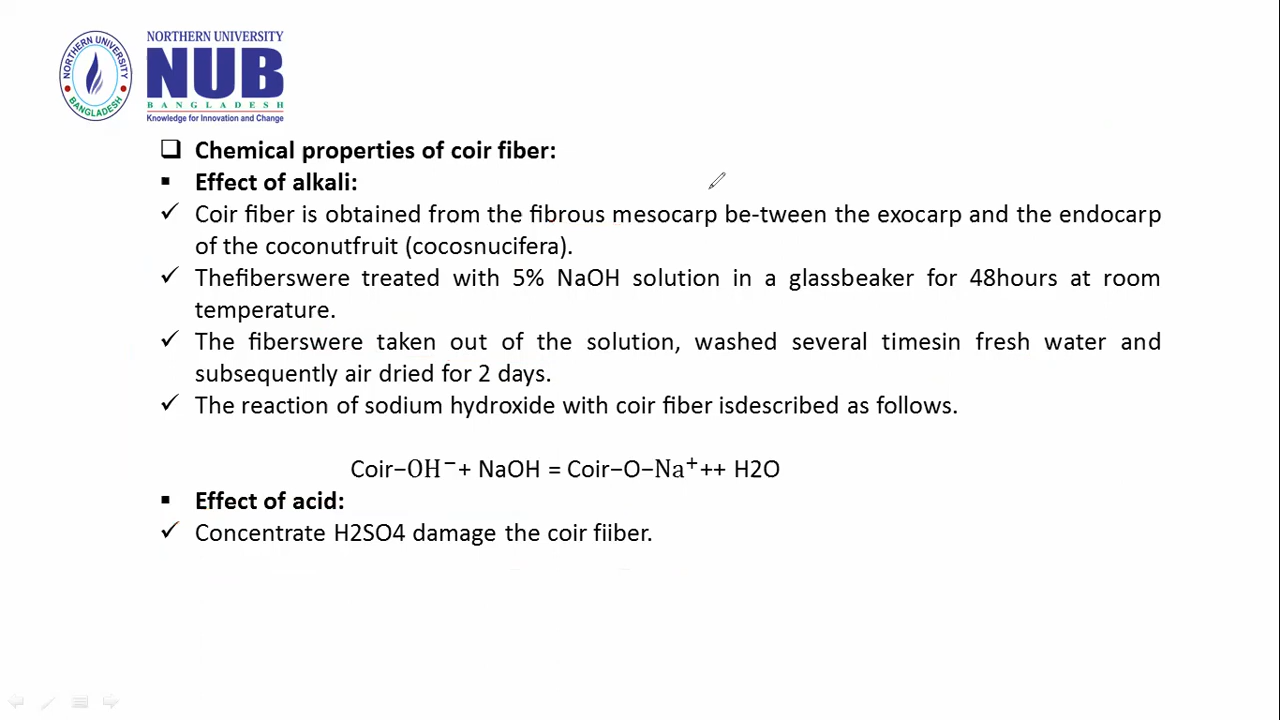 NORTHERN UNIVERSITY
BANGLADESH
NORTHERN UNIVERSITY
NUB
BANGLADESH
Knowledge for Innovation and Change
❑ Chemical properties of coir fiber:
▪ Effect of alkali:
✓ Coir fiber is obtained from the fibrous mesocarp be-tween the exocarp and the endocarp
of the coconutfruit (cocosnucifera).
✓ Thefiberswere treated with 5% NaOH solution in a glassbeaker for 48hours at room
temperature.
✓ The fiberswere taken out of the solution, washed several timesin fresh water and
subsequently air dried for 2 days.
✓ The reaction of sodium hydroxide with coir fiber isdescribed as follows.
Coir−OH⁻+ NaOH = Coir−O−Na⁺++ H2O
▪ Effect of acid:
✓ Concentrate H2SO4 damage the coir fiiber.